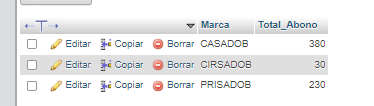 Marca Total_Abono
Editar Copiar Borrar CASADOB 380
Editar Copiar Borrar CIRSADOB 30
Editar Copiar Borrar PRISADOB 230